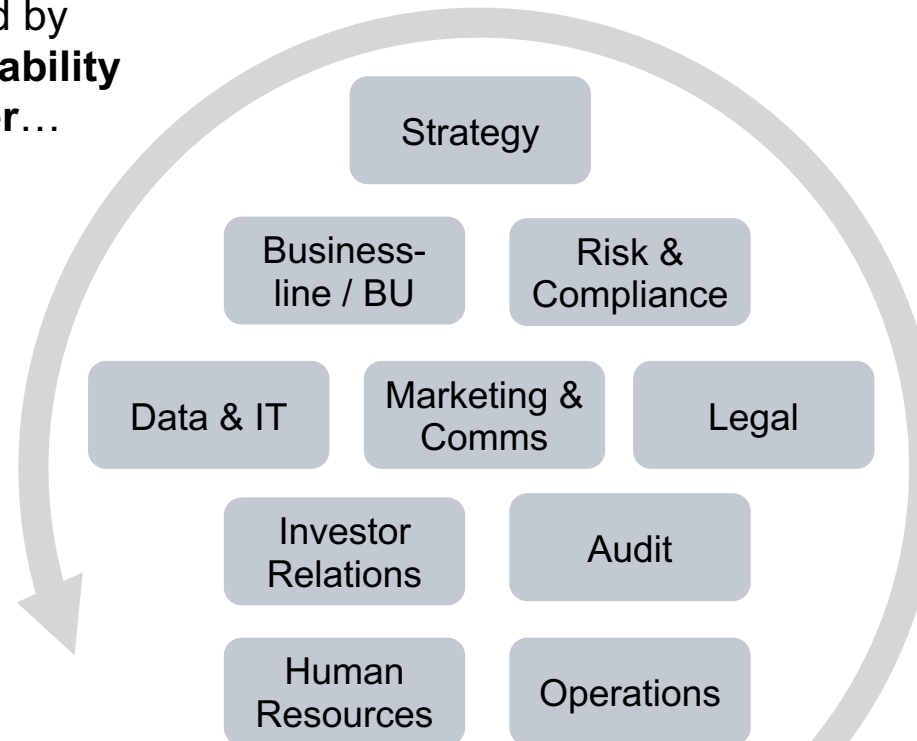 d by
ability
er…
Strategy
Business-
line / BU
Risk &
Compliance
Data & IT
Marketing &
Comms
Legal
Investor
Relations
Audit
Human
Resources
Operations